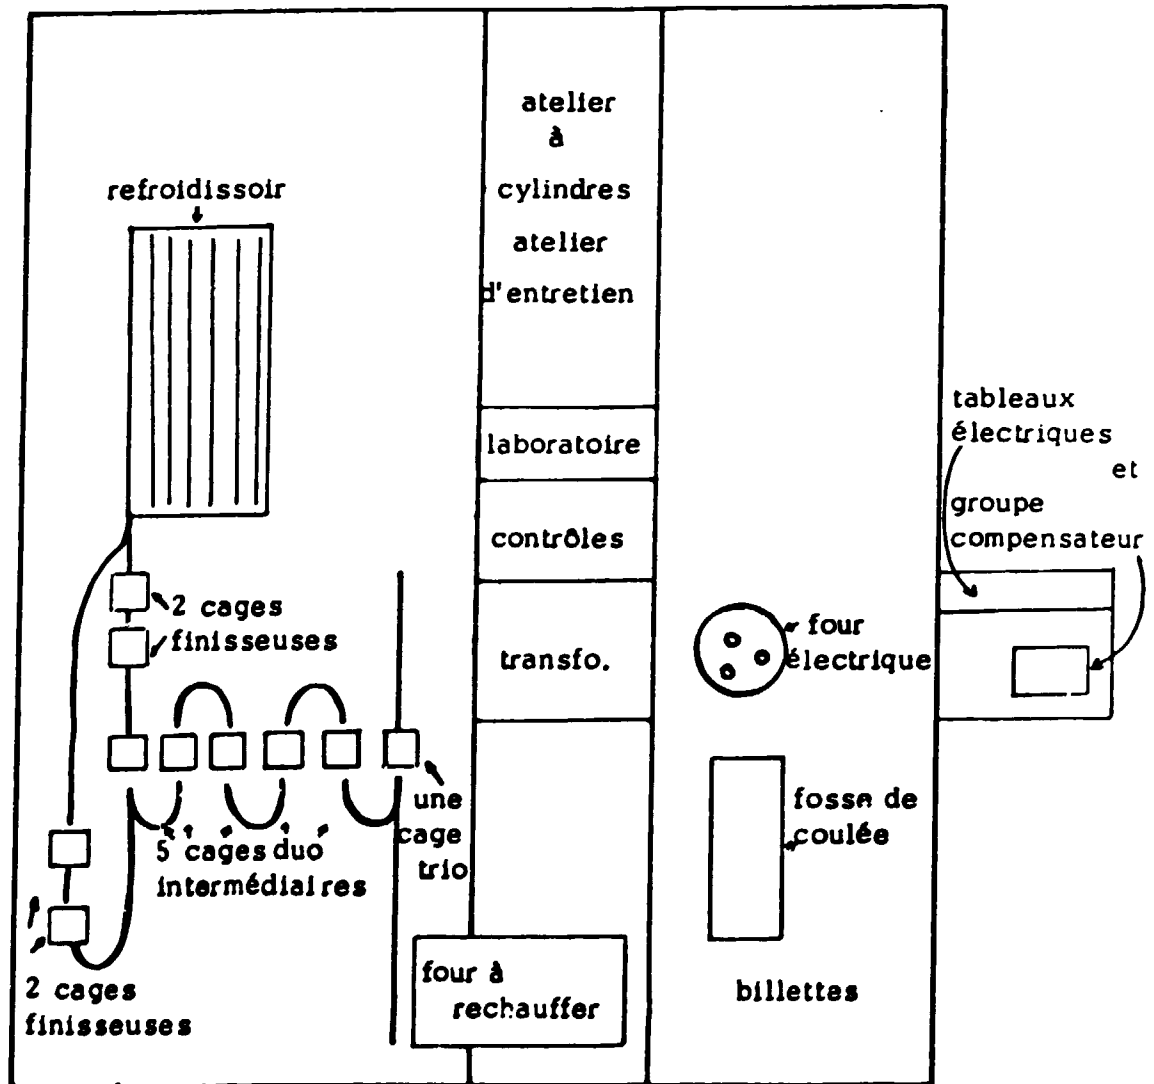 atelier
à
cylindres
atelier
d'entretien
refroidissoir
laboratoire
contrôles
transfo.
tableaux
électriques
et
groupe
compensateur
2 cages
finisseuses
four
électrique
une
cage
trio
5 cages duo
intermédiaires
fosse de
coulée
2 cages
finisseuses
four à
rechauffer
billettes